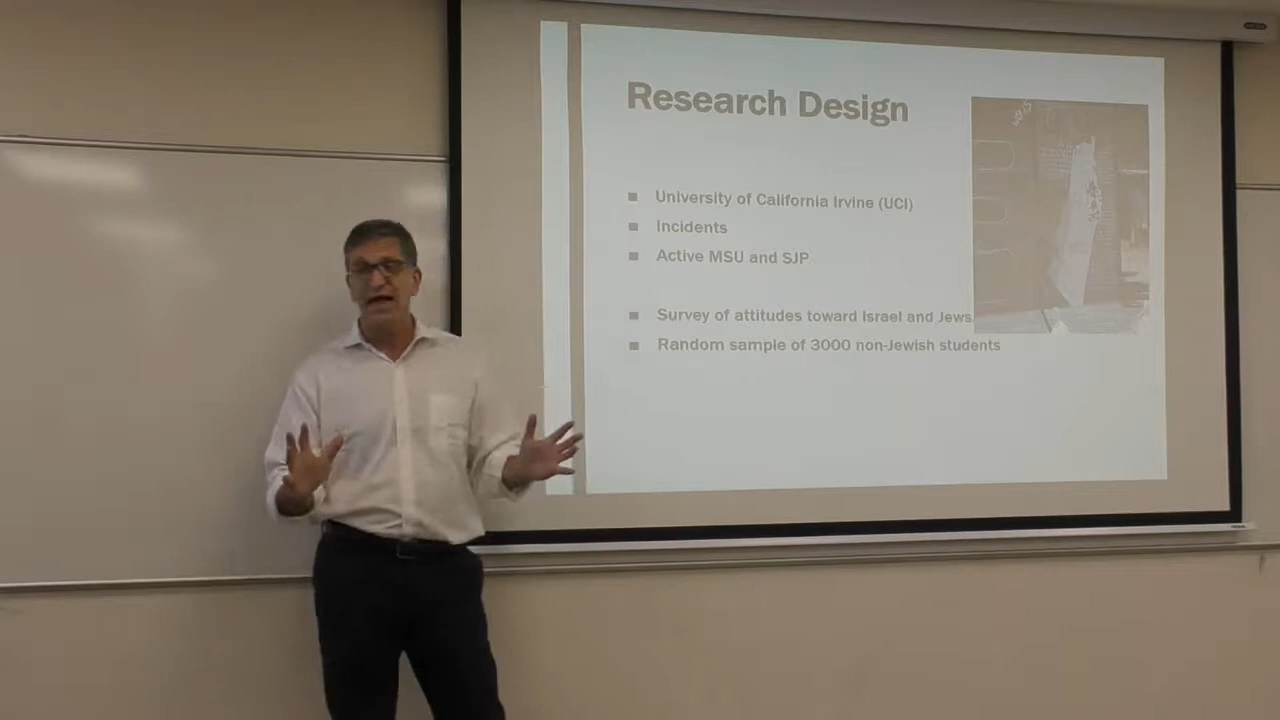 Research Design
University of California Irvine (UCI)
Incidents
Active MSU and SJP
Survey of attitudes toward Israel and Jews
Random sample of 3000 non-Jewish students